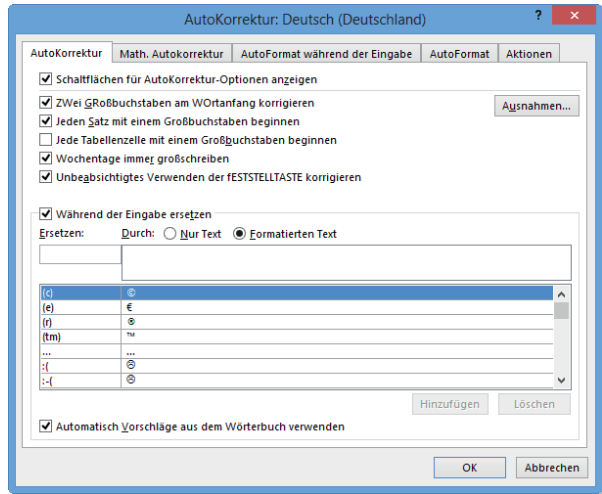 AutoKorrektur: Deutsch (Deutschland) ?
AutoKorrektur Math. Autokorrektur AutoFormat während der Eingabe AutoFormat Aktionen
Schaltflächen für AutoKorrektur-Optionen anzeigen
ZWei GRoßbuchstaben am WOrtanfang korrigieren
Ausnahmen...
Jeden Satz mit einem Großbuchstaben beginnen
Jede Tabellenzelle mit einem Großbuchstaben beginnen
Wochentage immer großschreiben
Unbeabsichtigtes Verwenden der fESTSTELLTASTE korrigieren
Während der Eingabe ersetzen
Ersetzen: Durch: Nur Text Formatierten Text
(c) ©
(e) €
(r) ®
(tm) ™
... ...
:( ☹
:-( ☹
Hinzufügen Löschen
Automatisch Vorschläge aus dem Wörterbuch verwenden
OK Abbrechen